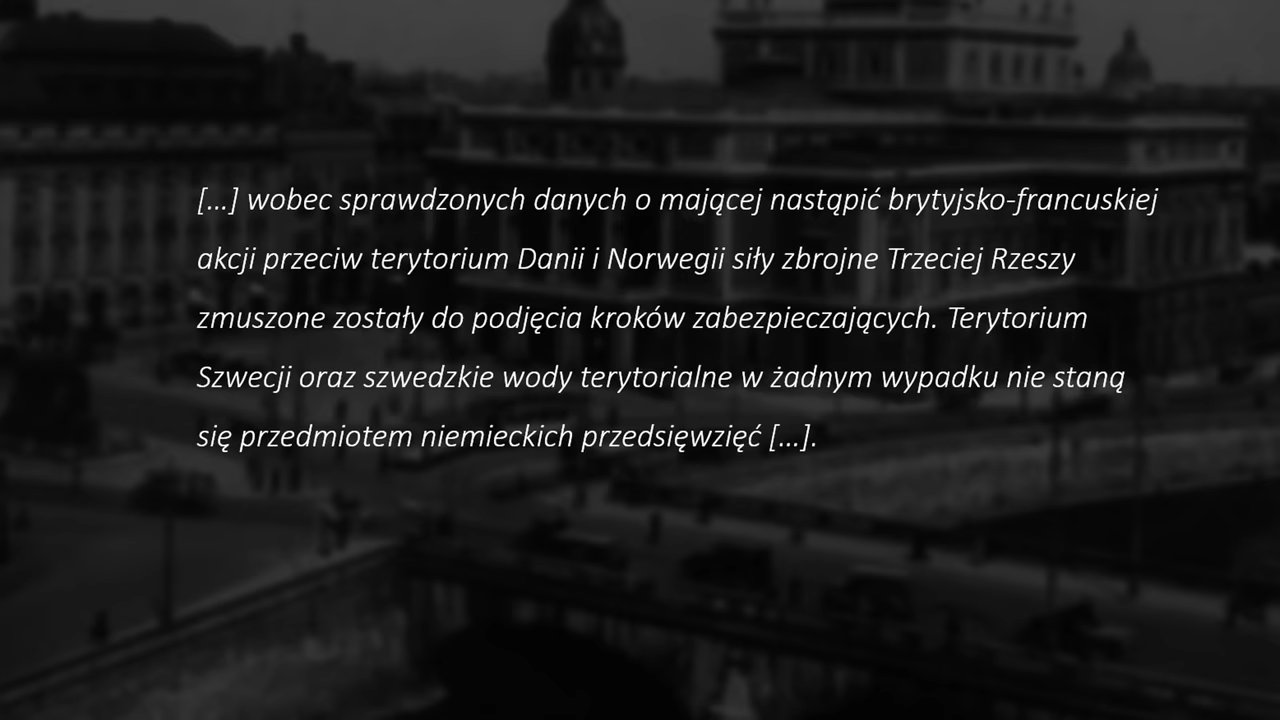 [...] wobec sprawdzonych danych o mającej nastąpić brytyjsko-francuskiej
akcji przeciw terytorium Danii i Norwegii siły zbrojne Trzeciej Rzeszy
zmuszone zostały do podjęcia kroków zabezpieczających. Terytorium
Szwecji oraz szwedzkie wody terytorialne w żadnym wypadku nie staną
się przedmiotem niemieckich przedsięwzięć [...].